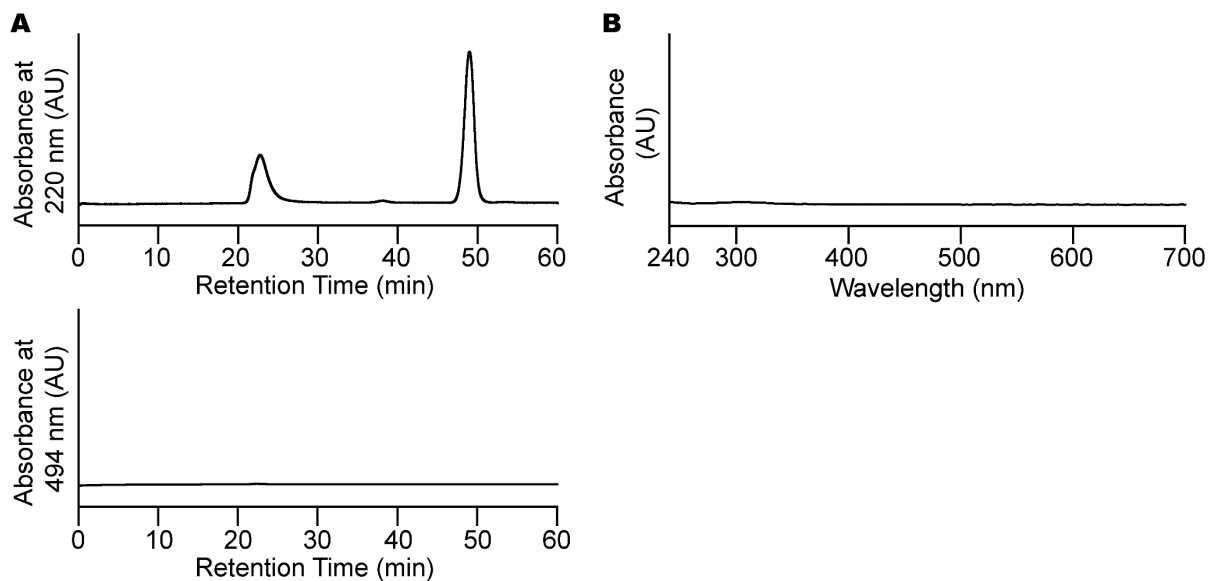 A
Absorbance at
220 nm (AU)
0 10 20 30 40 50 60
Retention Time (min)
Absorbance at
494 nm (AU)
0 10 20 30 40 50 60
Retention Time (min)
B
Absorbance
(AU)
240 300 400 500 600 700
Wavelength (nm)